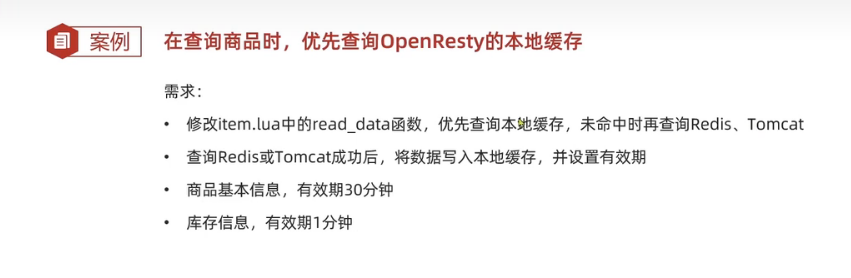 案例
在查询商品时，优先查询OpenResty的本地缓存
需求：
• 修改item.lua中的read_data函数，优先查询本地缓存，未命中时再查询Redis、Tomcat
• 查询Redis或Tomcat成功后，将数据写入本地缓存，并设置有效期
• 商品基本信息，有效期30分钟
• 库存信息，有效期1分钟